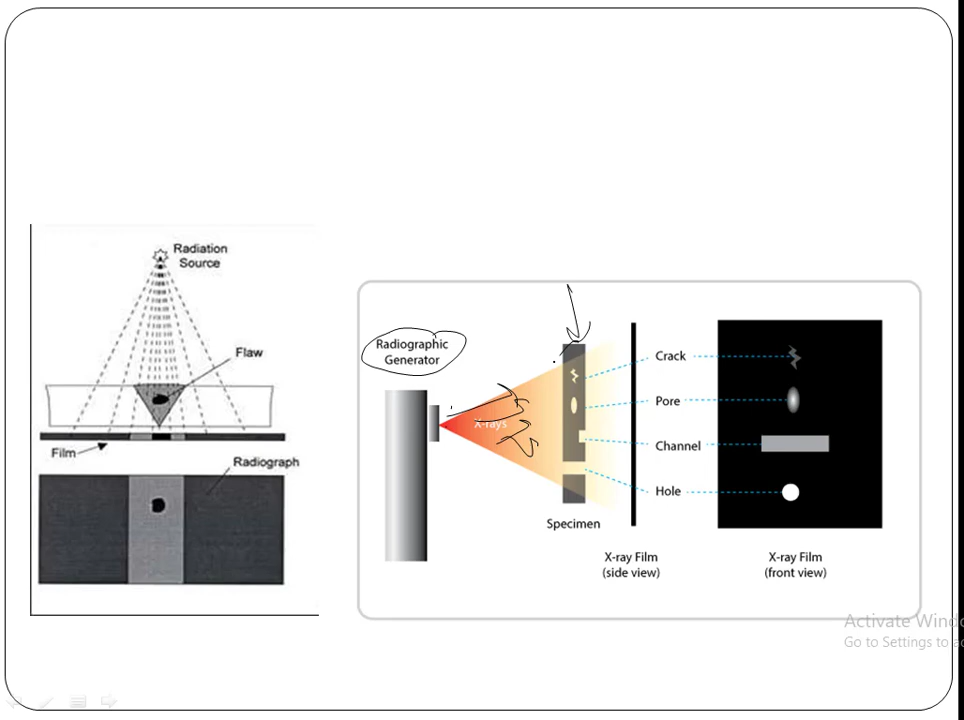 Radiation
Source
Flaw
Film
Radiograph
Radiographic
Generator
X-rays
Crack
Pore
Channel
Hole
Specimen
X-ray Film
(side view)
X-ray Film
(front view)
Activate Windo
Go to Settings to a